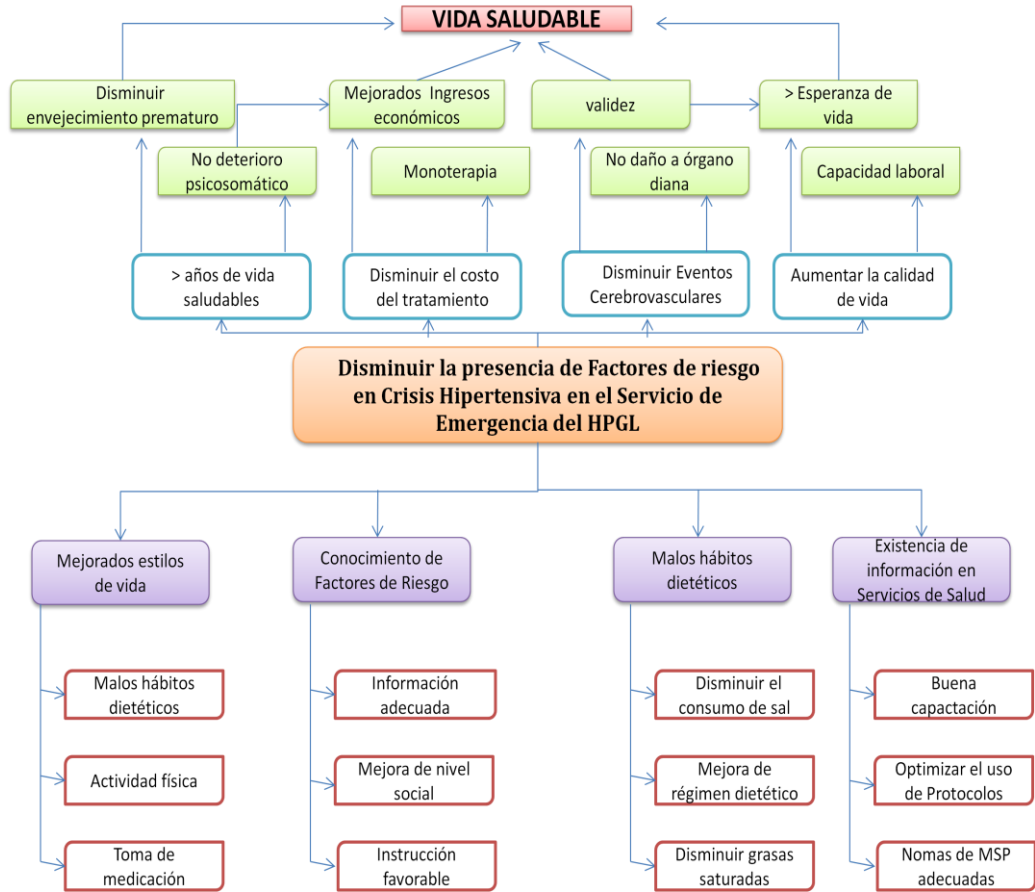 VIDA SALUDABLE
Disminuir
envejecimiento prematuro
Mejorados Ingresos
económicos
validez
> Esperanza de
vida
No deterioro
psicosomático
Monoterapia
No daño a órgano
diana
Capacidad laboral
> años de vida
saludables
Disminuir el costo
del tratamiento
Disminuir Eventos
Cerebrovasculares
Aumentar la calidad
de vida
Disminuir la presencia de Factores de riesgo
en Crisis Hipertensiva en el Servicio de
Emergencia del HPGL
Mejorados estilos
de vida
Conocimiento de
Factores de Riesgo
Malos hábitos
dietéticos
Existencia de
información en
Servicios de Salud
Malos hábitos
dietéticos
Información
adecuada
Disminuir el
consumo de sal
Buena
capactación
Actividad física
Mejora de nivel
social
Mejora de
régimen dietético
Optimizar el uso
de Protocolos
Toma de
medicación
Instrucción
favorable
Disminuir grasas
saturadas
Nomas de MSP
adecuadas